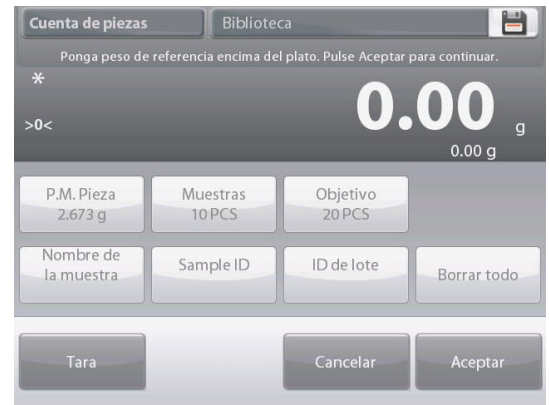 Cuenta de piezas
Biblioteca
Ponga peso de referencia encima del plato. Pulse Aceptar para continuar.
*
>0<
0.00 g
0.00 g
P.M. Pieza
2.673 g
Muestras
10 PCS
Objetivo
20 PCS
Nombre de
la muestra
Sample ID
ID de lote
Borrar todo
Tara
Cancelar
Aceptar